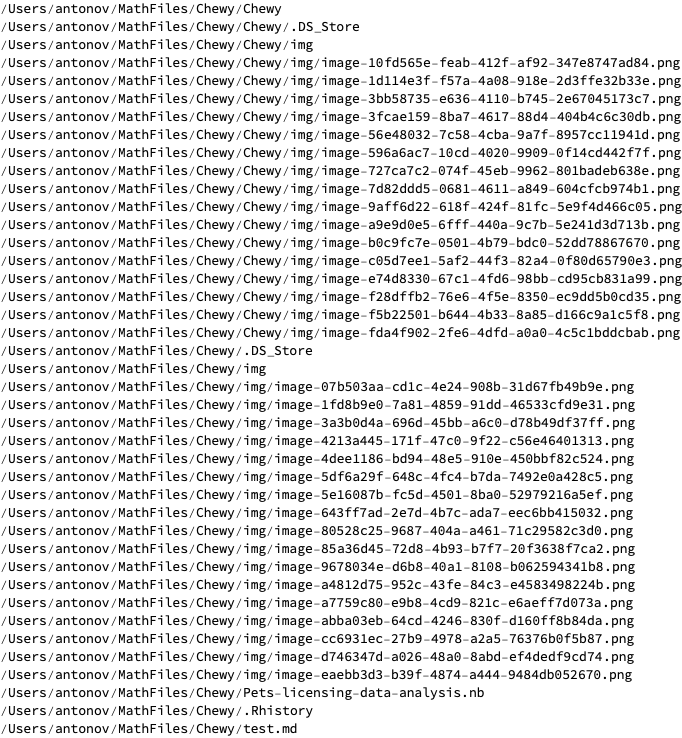 /Users/antonov/MathFiles/Chewy/Chewy
/Users/antonov/MathFiles/Chewy/Chewy/.DS_Store
/Users/antonov/MathFiles/Chewy/Chewy/img
/Users/antonov/MathFiles/Chewy/Chewy/img/image-10fd565e-feab-412f-af92-347e8747ad84.png
/Users/antonov/MathFiles/Chewy/Chewy/img/image-1d114e3f-f57a-4a08-918e-2d3ffe32b33e.png
/Users/antonov/MathFiles/Chewy/Chewy/img/image-3bb58735-e636-4110-b745-2e67045173c7.png
/Users/antonov/MathFiles/Chewy/Chewy/img/image-3fcae159-8ba7-4617-88d4-404b4c6c30db.png
/Users/antonov/MathFiles/Chewy/Chewy/img/image-56e48032-7c58-4cba-9a7f-8957cc11941d.png
/Users/antonov/MathFiles/Chewy/Chewy/img/image-596a6ac7-10cd-4020-9909-0f14cd442f7f.png
/Users/antonov/MathFiles/Chewy/Chewy/img/image-727ca7c2-074f-45eb-9962-801badeb638e.png
/Users/antonov/MathFiles/Chewy/Chewy/img/image-7d82ddd5-0681-4611-a849-604cfcb974b1.png
/Users/antonov/MathFiles/Chewy/Chewy/img/image-9aff6d22-618f-424f-81fc-5e9f4d466c05.png
/Users/antonov/MathFiles/Chewy/Chewy/img/image-a9e9d0e5-6fff-440a-9c7b-5e241d3d713b.png
/Users/antonov/MathFiles/Chewy/Chewy/img/image-b0c9fc7e-0501-4b79-bdc0-52dd78867670.png
/Users/antonov/MathFiles/Chewy/Chewy/img/image-c05d7ee1-5af2-44f3-82a4-0f80d65790e3.png
/Users/antonov/MathFiles/Chewy/Chewy/img/image-e74d8330-67c1-4fd6-98bb-cd95cb831a99.png
/Users/antonov/MathFiles/Chewy/Chewy/img/image-f28dffb2-76e6-4f5e-8350-ec9dd5b0cd35.png
/Users/antonov/MathFiles/Chewy/Chewy/img/image-f5b22501-b644-4b33-8a85-d166c9a1c5f8.png
/Users/antonov/MathFiles/Chewy/Chewy/img/image-fda4f902-2fe6-4dfd-a0a0-4c5c1bddcbab.png
/Users/antonov/MathFiles/Chewy/.DS_Store
/Users/antonov/MathFiles/Chewy/img
/Users/antonov/MathFiles/Chewy/img/image-07b503aa-cd1c-4e24-908b-31d67fb49b9e.png
/Users/antonov/MathFiles/Chewy/img/image-1fd8b9e0-7a81-4859-91dd-46533cfd9e31.png
/Users/antonov/MathFiles/Chewy/img/image-3a3b0d4a-696d-45bb-a6c0-d78b49df37ff.png
/Users/antonov/MathFiles/Chewy/img/image-4213a445-171f-47c0-9f22-c56e46401313.png
/Users/antonov/MathFiles/Chewy/img/image-4dee1186-bd94-48e5-910e-450bbf82c524.png
/Users/antonov/MathFiles/Chewy/img/image-5df6a29f-648c-4fc4-b7da-7492e0a428c5.png
/Users/antonov/MathFiles/Chewy/img/image-5e16087b-fc5d-4501-8ba0-52979216a5ef.png
/Users/antonov/MathFiles/Chewy/img/image-643ff7ad-2e7d-4b7c-ada7-eec6bb415032.png
/Users/antonov/MathFiles/Chewy/img/image-80528c25-9687-404a-a461-71c29582c3d0.png
/Users/antonov/MathFiles/Chewy/img/image-85a36d45-72d8-4b93-b7f7-20f3638f7ca2.png
/Users/antonov/MathFiles/Chewy/img/image-9678034e-d6b8-40a1-8108-b062594341b8.png
/Users/antonov/MathFiles/Chewy/img/image-a4812d75-952c-43fe-84c3-e4583498224b.png
/Users/antonov/MathFiles/Chewy/img/image-a7759c80-e9b8-4cd9-821c-e6aeff7d073a.png
/Users/antonov/MathFiles/Chewy/img/image-abba03eb-64cd-4246-830f-d160ff8b84da.png
/Users/antonov/MathFiles/Chewy/img/image-cc6931ec-27b9-4978-a2a5-76376b0f5b87.png
/Users/antonov/MathFiles/Chewy/img/image-d746347d-a026-48a0-8abd-ef4dedf9cd74.png
/Users/antonov/MathFiles/Chewy/img/image-eaebb3d3-b39f-4874-a444-9484db052670.png
/Users/antonov/MathFiles/Chewy/Pets-licensing-data-analysis.nb
/Users/antonov/MathFiles/Chewy/.Rhistory
/Users/antonov/MathFiles/Chewy/test.md